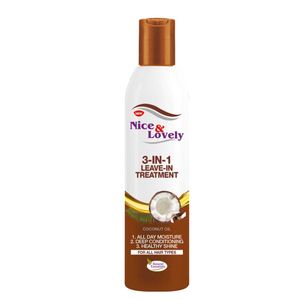 Nice &
Lovely
3-IN-1
LEAVE-IN
TREATMENT
COCONUT OIL
1. ALL DAY MOISTURE
2. DEEP CONDITIONING
3. HEALTHY SHINE
FOR ALL HAIR TYPES